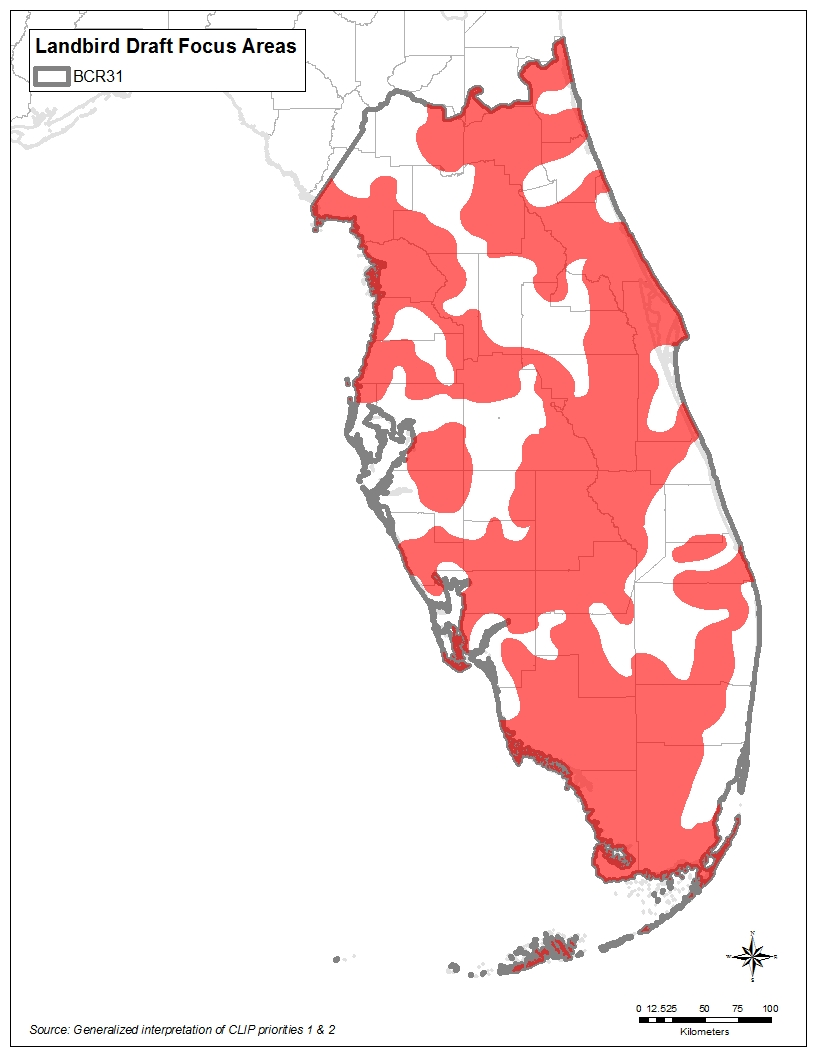 Landbird Draft Focus Areas
BCR31
N
W E
S
0 12.525 50 75 100
Kilometers
Source: Generalized interpretation of CLIP priorities 1 & 2